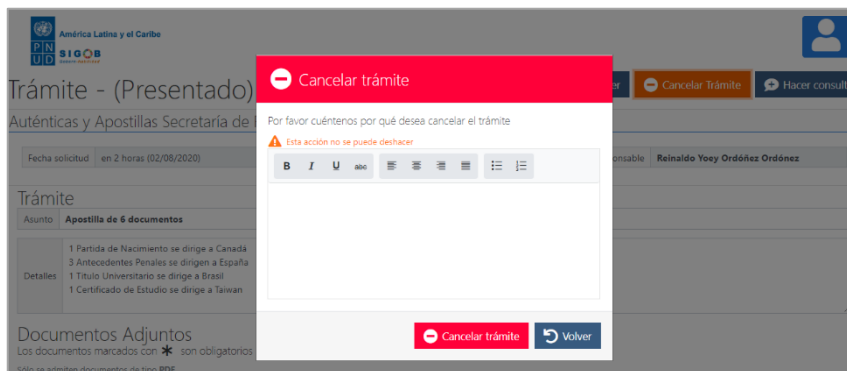 América Latina y el Caribe
P N
U D
SIGOB
Trámite - (Presentado)
Cancelar Trámite
Hacer consult
Auténticas y Apostillas Secretaría de
Fecha solicitud en 2 horas (02/08/2020)
onsable Reinaldo Yoey Ordóñez Ordónez
Trámite
Asunto Apostilla de 6 documentos
Detalles
1 Partida de Nacimiento se dirige a Canadá
3 Antecedentes Penales se dirigen a España
1 Titulo Universitario se dirige a Brasil
1 Certificado de Estudio se dirige a Taiwan
Documentos Adjuntos
Los documentos marcados con * son obligatorios
Sólo se admiten documentos de tipo PDF
Cancelar trámite
Por favor cuéntenos por qué desea cancelar el trámite
Esta acción no se puede deshacer
B I U abc
Cancelar trámite
Volver